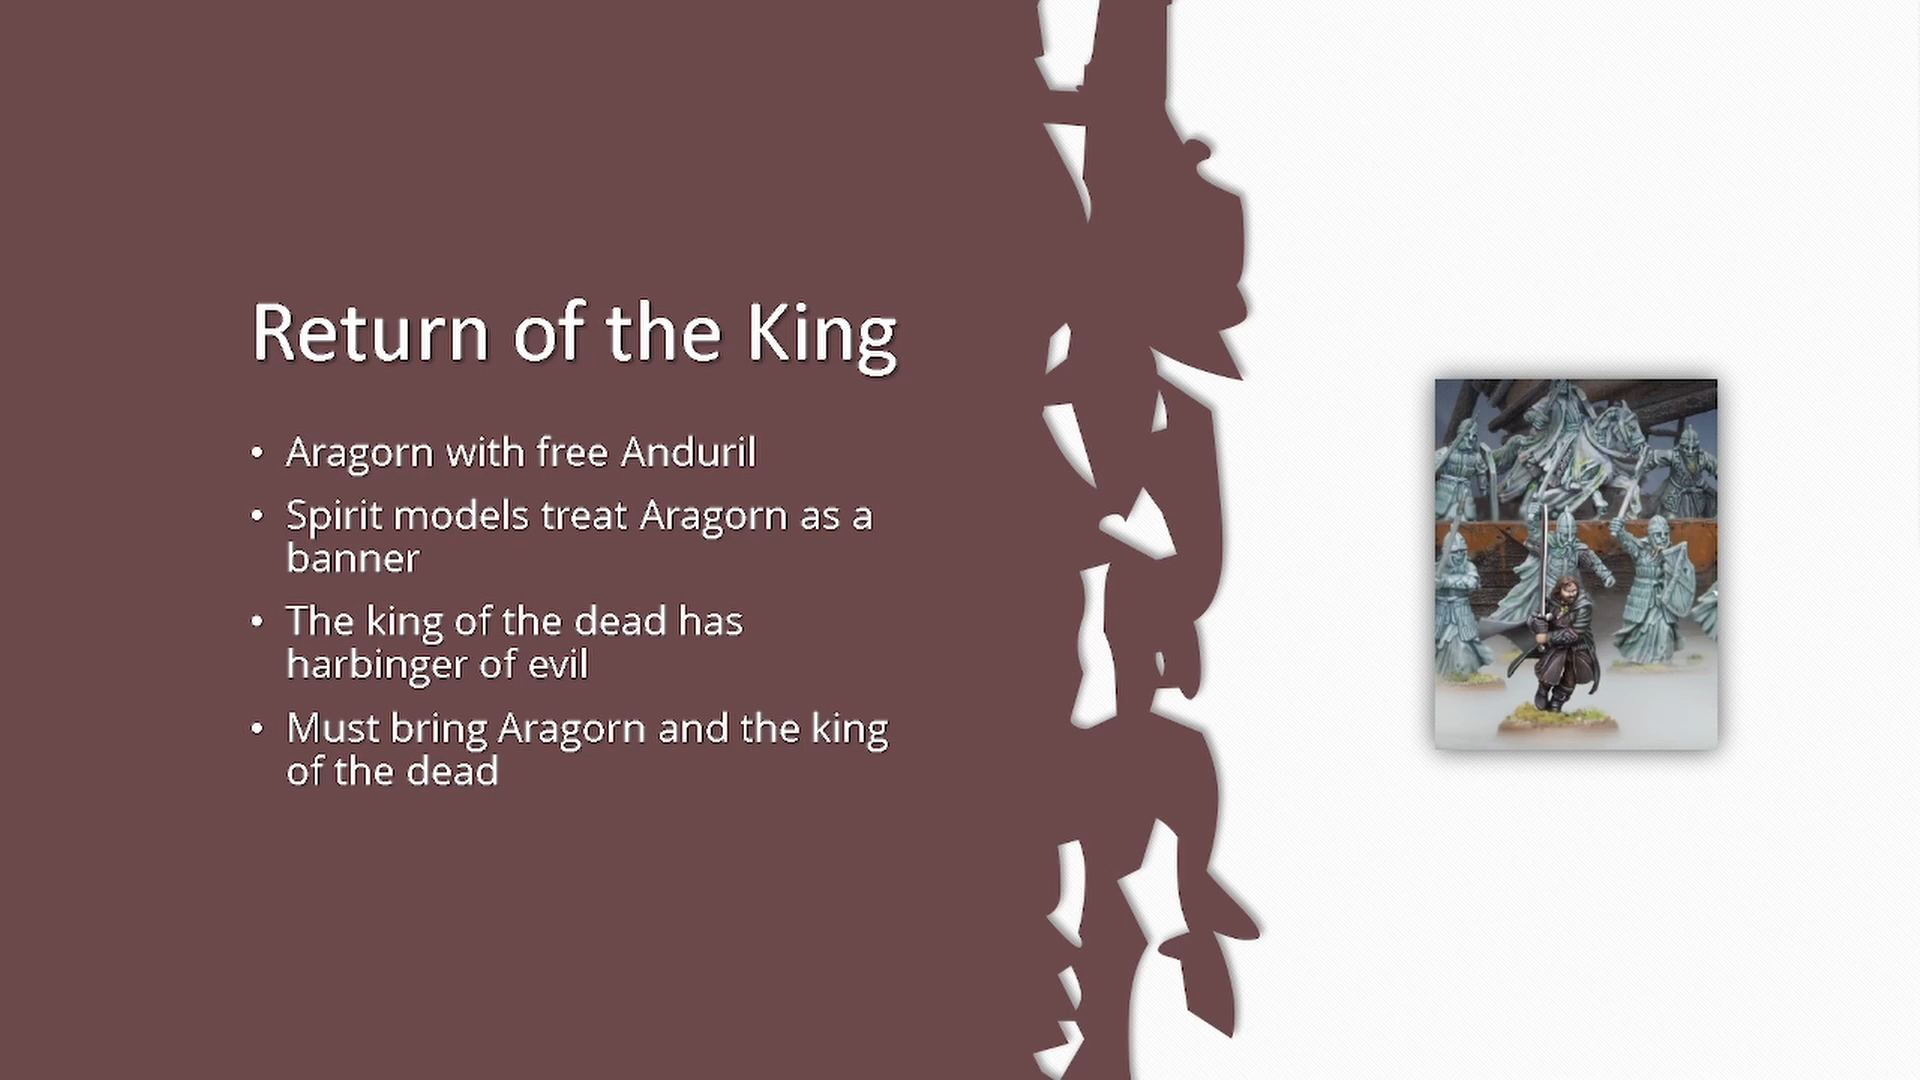 Return of the King
• Aragorn with free Anduril
• Spirit models treat Aragorn as a
banner
• The king of the dead has
harbinger of evil
• Must bring Aragorn and the king
of the dead